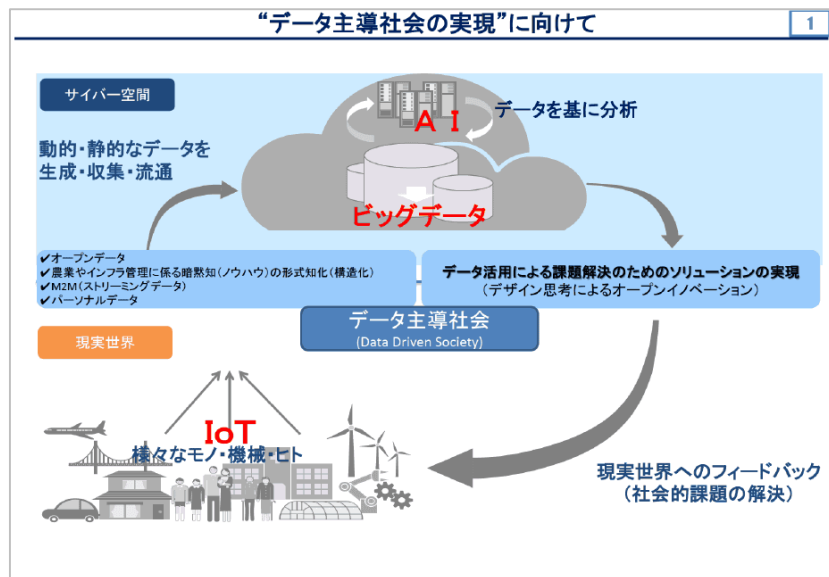 “データ主導社会の実現”に向けて
1
サイバー空間
AI
データを基に分析
動的・静的なデータを
生成・収集・流通
ビッグデータ
✔オープンデータ
✔農業やインフラ管理に係る暗黙知(ノウハウ)の形式知化(構造化)
✔M2M(ストリーミングデータ)
✔パーソナルデータ
データ活用による課題解決のためのソリューションの実現
(デザイン思考によるオープンイノベーション)
データ主導社会
(Data Driven Society)
現実世界
IoT
様々なモノ・機械・ヒト
現実世界へのフィードバック
(社会的課題の解決)